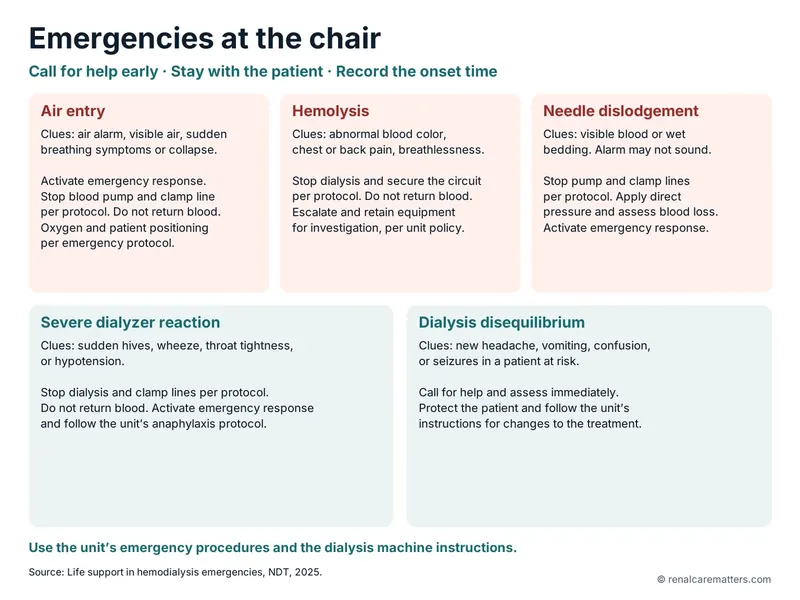 Emergencies at the chair
Call for help early · Stay with the patient · Record the onset time
Air entry
Clues: air alarm, visible air, sudden
breathing symptoms or collapse.
Activate emergency response.
Stop blood pump and clamp line
per protocol. Do not return blood.
Oxygen and patient positioning
per emergency protocol.
Hemolysis
Clues: abnormal blood color,
chest or back pain, breathlessness.
Stop dialysis and secure the circuit
per protocol. Do not return blood.
Escalate and retain equipment
for investigation, per unit policy.
Needle dislodgement
Clues: visible blood or wet
bedding. Alarm may not sound.
Stop pump and clamp lines
per protocol. Apply direct
pressure and assess blood loss.
Activate emergency response.
Severe dialyzer reaction
Clues: sudden hives, wheeze, throat tightness,
or hypotension.
Stop dialysis and clamp lines per protocol.
Do not return blood. Activate emergency response
and follow the unit’s anaphylaxis protocol.
Dialysis disequilibrium
Clues: new headache, vomiting, confusion,
or seizures in a patient at risk.
Call for help and assess immediately.
Protect the patient and follow the unit’s
instructions for changes to the treatment.
Use the unit’s emergency procedures and the dialysis machine instructions.
Source: Life support in hemodialysis emergencies, NDT, 2025.
© renalcarematters.com